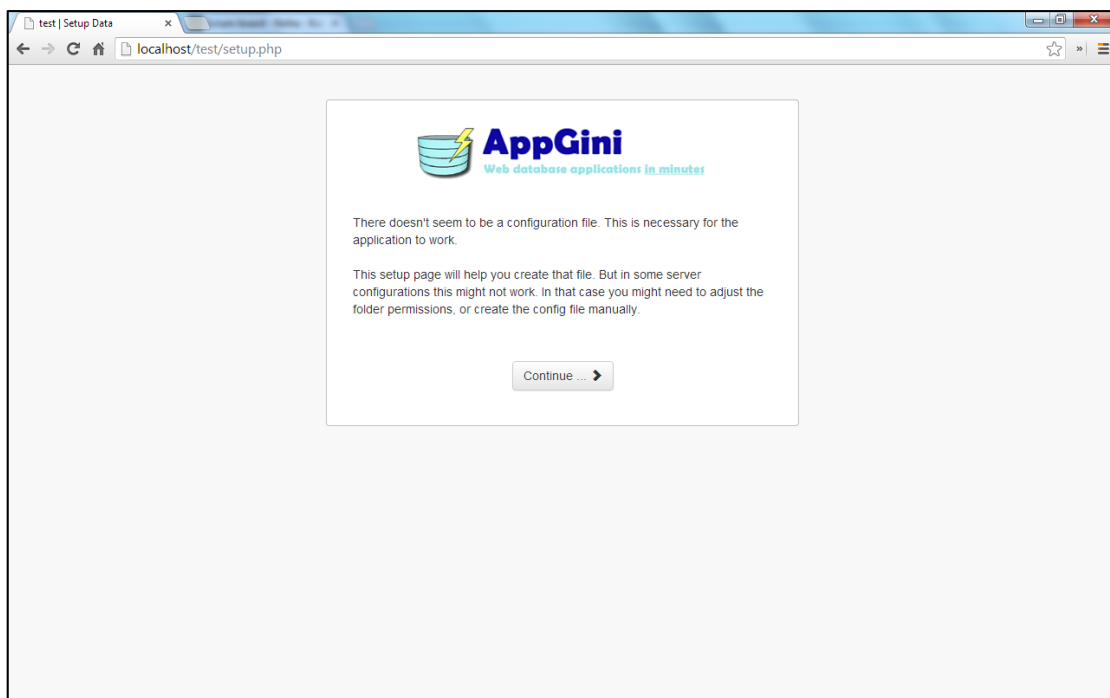 test | Setup Data
localhost/test/setup.php
AppGini
Web database applications in minutes
There doesn't seem to be a configuration file. This is necessary for the
application to work.
This setup page will help you create that file. But in some server
configurations this might not work. In that case you might need to adjust the
folder permissions, or create the config file manually.
Continue ...